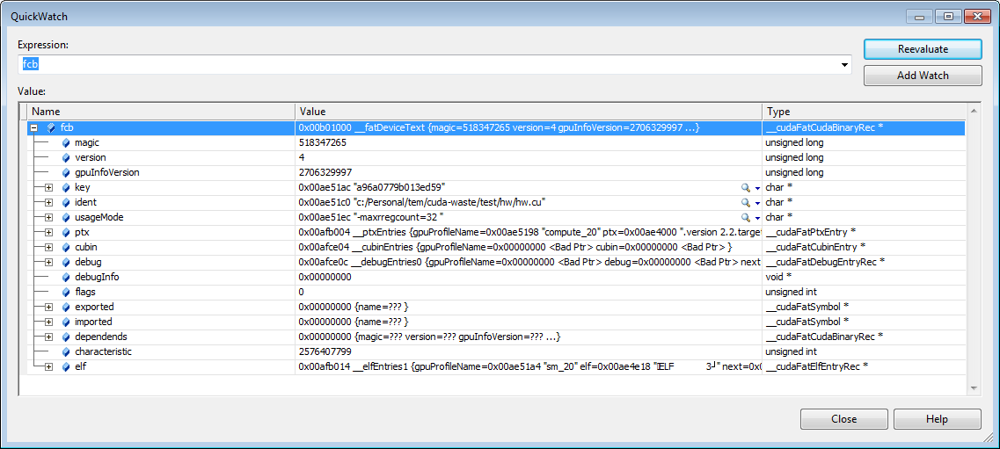 QuickWatch
Expression:
fcb
Reevaluate
Add Watch
Value:
Name Value Type
fcb 0x00b01000 __fatDeviceText {magic=518347265 version=4 gpuInfoVersion=2706329997 ...} __cudaFatCudaBinaryRec *
magic 518347265 unsigned long
version 4 unsigned long
gpuInfoVersion 2706329997 unsigned long
key 0x00ae51ac "a96a0779b013ed59" char *
ident 0x00ae51c0 "c:/Personal/tem/cuda-waste/test/hw/hw.cu" char *
usageMode 0x00ae51ec "-maxrregcount=32 " char *
ptx 0x00afb004 __ptxEntries {gpuProfileName=0x00ae5198 "compute_20" ptx=0x00ae4000 ".version 2.2.targe __cudaFatPtxEntry *
cubin 0x00afce04 __cubinEntries {gpuProfileName=0x00000000 <Bad Ptr> cubin=0x00000000 <Bad Ptr> } __cudaFatCubinEntry *
debug 0x00afce0c __debugEntries0 {gpuProfileName=0x00000000 <Bad Ptr> debug=0x00000000 <Bad Ptr> next __cudaFatDebugEntryRec *
debugInfo 0x00000000 void *
flags 0 unsigned int
exported 0x00000000 {name=??? } __cudaFatSymbol *
imported 0x00000000 {name=??? } __cudaFatSymbol *
dependends 0x00000000 {magic=??? version=??? gpuInfoVersion=??? ...} __cudaFatCudaBinaryRec *
characteristic 2576407799 unsigned int
elf 0x00afb014 __elfEntries1 {gpuProfileName=0x00ae51a4 "sm_20" elf=0x00ae4e18 "ELF 3┘" next=0x0 __cudaFatElfEntryRec *
Close
Help